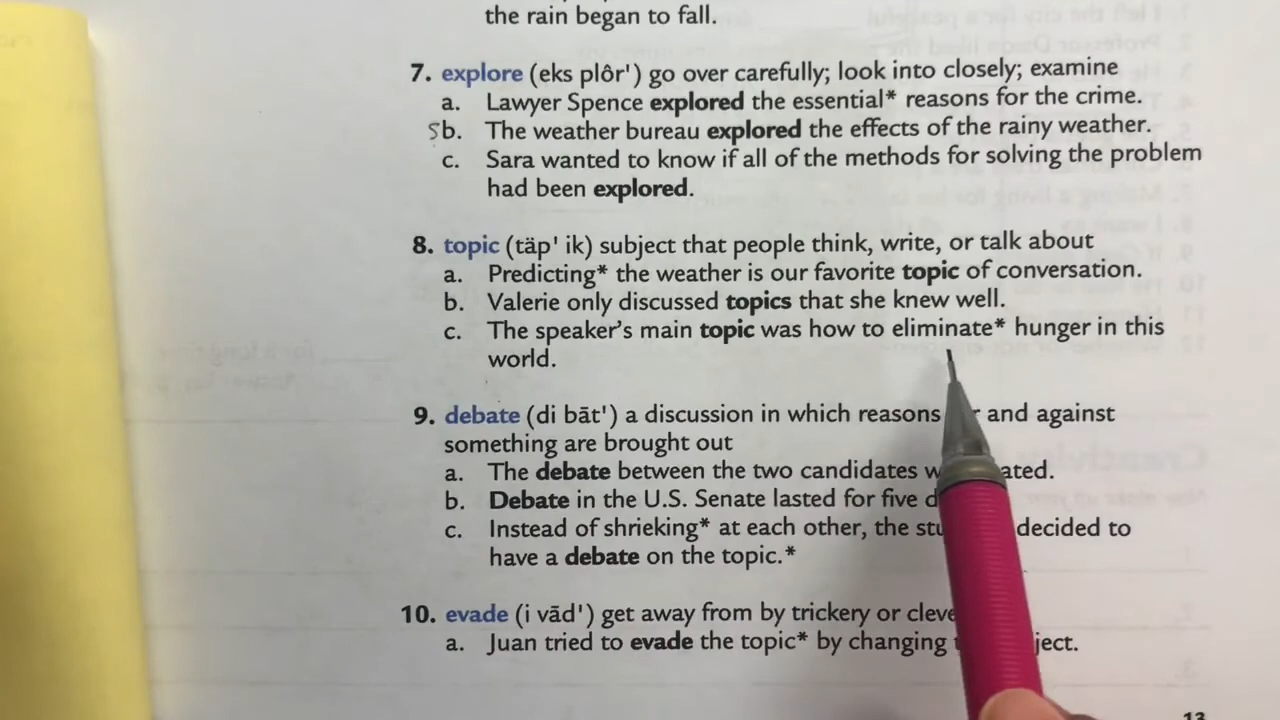 the rain began to fall.
7. explore (eks plôr') go over carefully; look into closely; examine
a. Lawyer Spence explored the essential* reasons for the crime.
5b. The weather bureau explored the effects of the rainy weather.
c. Sara wanted to know if all of the methods for solving the problem
had been explored.
8. topic (täp' ik) subject that people think, write, or talk about
a. Predicting* the weather is our favorite topic of conversation.
b. Valerie only discussed topics that she knew well.
c. The speaker's main topic was how to eliminate* hunger in this
world.
9. debate (di bāt') a discussion in which reasons and against
something are brought out
a. The debate between the two candidates
b. Debate in the U.S. Senate lasted for five
c. Instead of shrieking* at each other, the decided to
have a debate on the topic.*
10. evade (i vād') get away from by trickery or
a. Juan tried to evade the topic* by changing
13